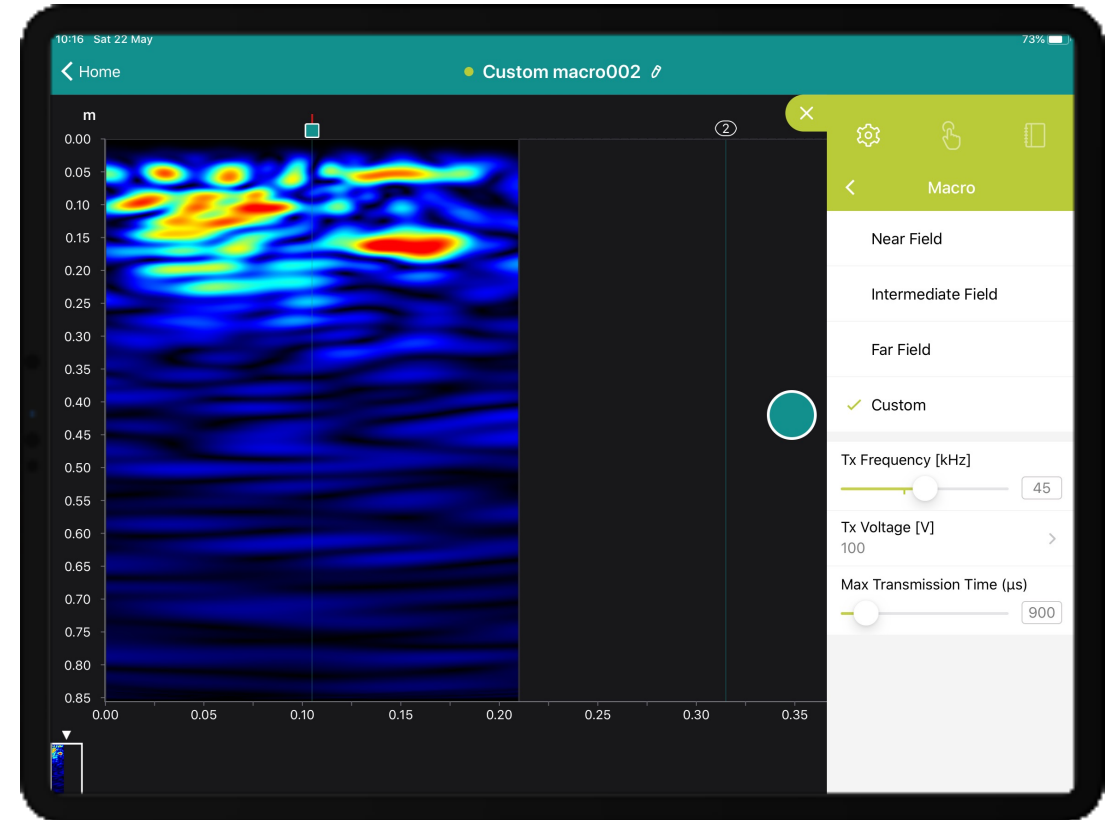 10:16 Sat 22 May
73%
Home
Custom macro002
m
0.00
0.05
0.10
0.15
0.20
0.25
0.30
0.35
0.40
0.45
0.50
0.55
0.60
0.65
0.70
0.75
0.80
0.85
0.00 0.05 0.10 0.15 0.20 0.25 0.30 0.35
2
Macro
Near Field
Intermediate Field
Far Field
Custom
Tx Frequency [kHz]
45
Tx Voltage [V]
100
Max Transmission Time (µs)
900